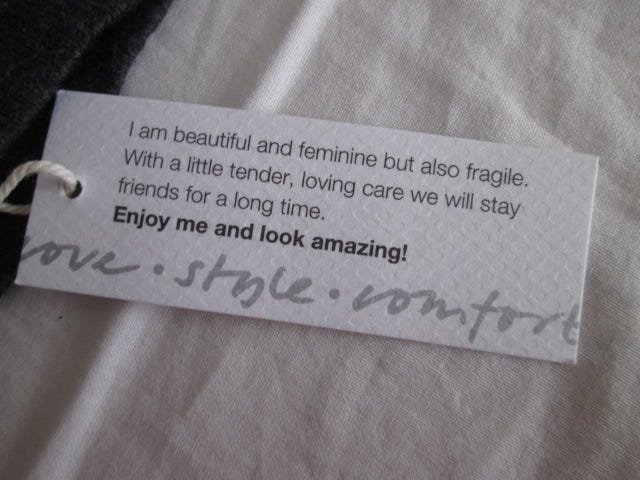 I am beautiful and feminine but also fragile.
With a little tender, loving care we will stay
friends for a long time.
Enjoy me and look amazing!
ove • style • comfort